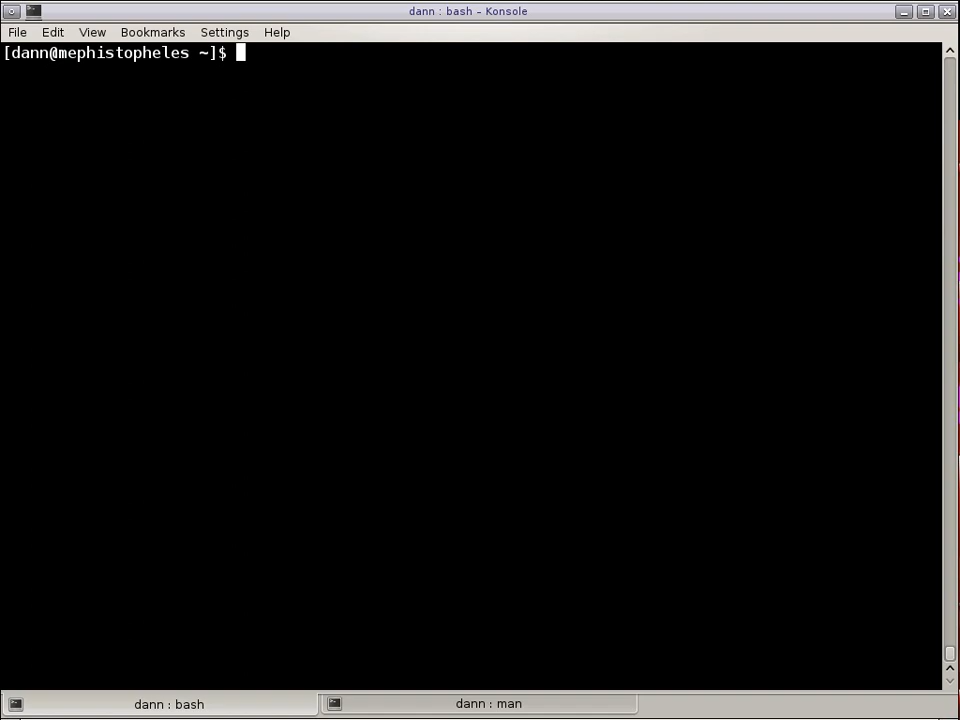 dann : bash - Konsole
File Edit View Bookmarks Settings Help
[dann@mephistopheles ~]$
dann : bash dann : man